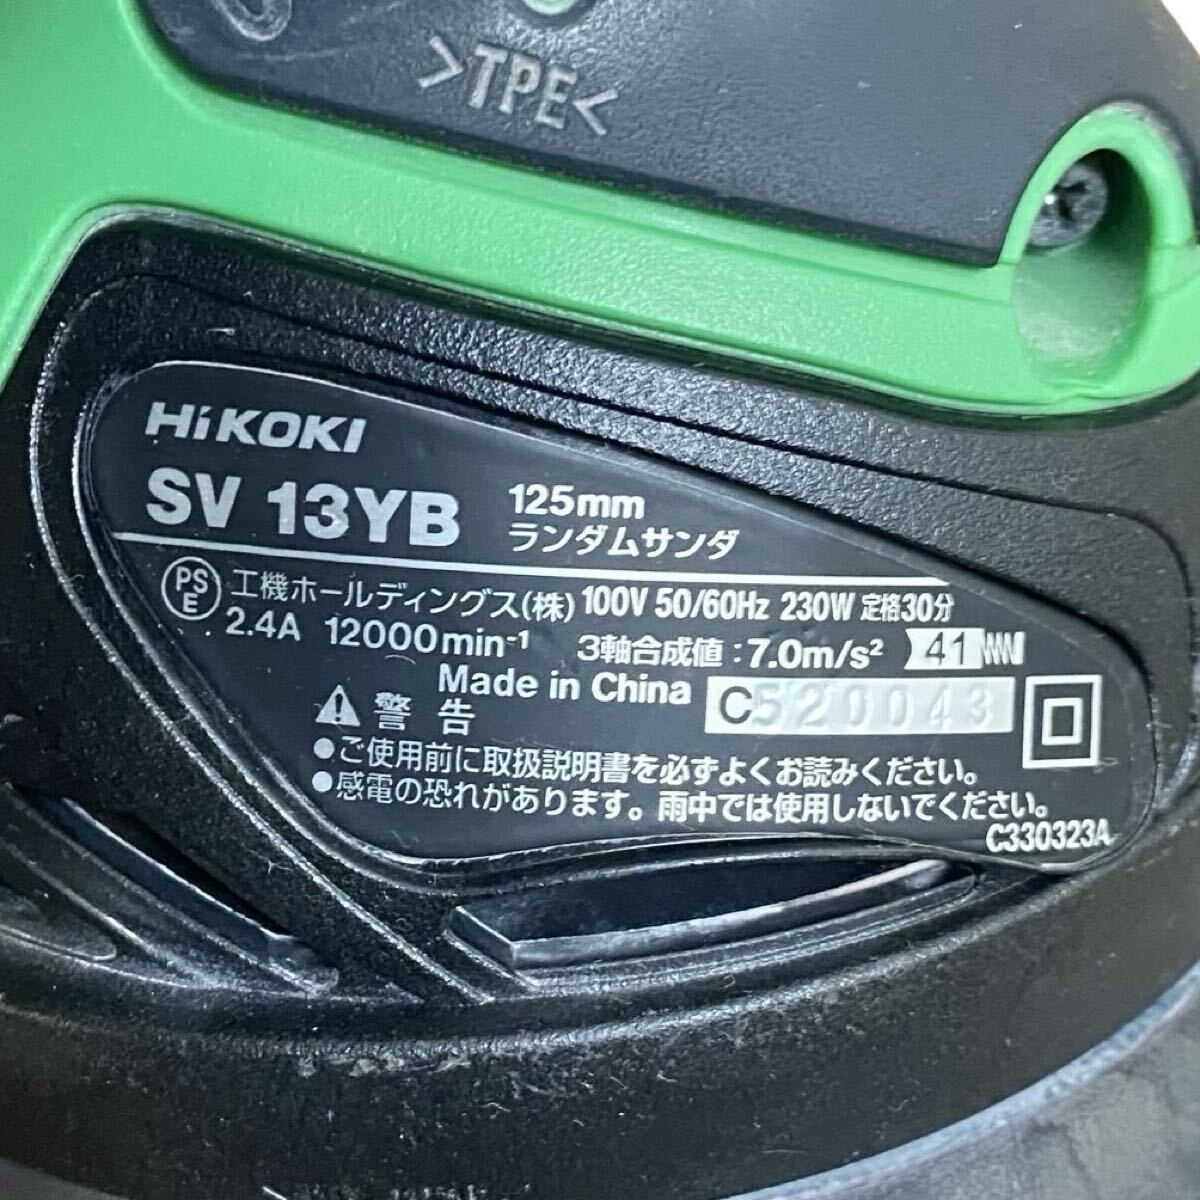 >TPE<
HiKOKI
SV 13YB
125mm
ランダムサンダ
PS
E
工機ホールディングス(株) 100V 50/60Hz 230W 定格30分
2.4A 12000min⁻¹ 3軸合成値:7.0m/s² 41
Made in China C520043
警告
●ご使用前に取扱説明書を必ずよくお読みください。
●感電の恐れがあります。雨中では使用しないでください。
C330323A